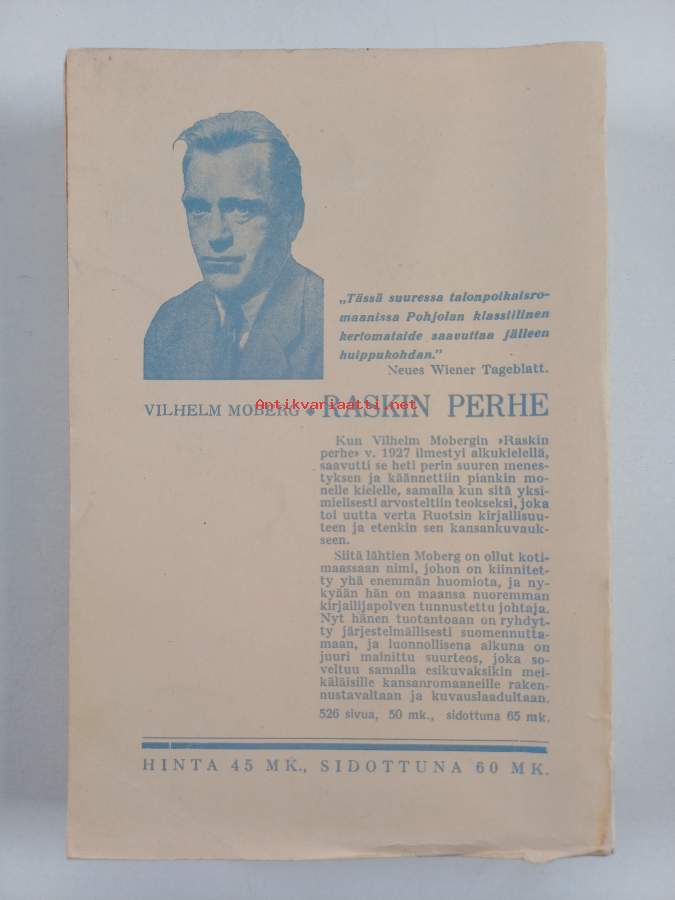 „Tässä suuressa talonpoikaisro-
maanissa Pohjolan klassillinen
kertomataide saavuttaa jälleen
huippukohdan.”
Neues Wiener Tageblatt.
VILHELM MOBERG • RASKIN PERHE
Antikvariaatti.net
Kun Vilhelm Mobergin »Raskin
perhe» v. 1927 ilmestyi alkukielellä,
saavutti se heti perin suuren menes-
tyksen ja käännettiin piankin mo-
nelle kielelle, samalla kun sitä yksi-
mielisesti arvosteltiin teokseksi, joka
toi uutta verta Ruotsin kirjallisuu-
teen ja etenkin sen kansankuvauk-
seen.
Siitä lähtien Moberg on ollut koti-
maassaan nimi, johon on kiinnitet-
ty yhä enemmän huomiota, ja ny-
kyään hän on maansa nuoremman
kirjailijapolven tunnustettu johtaja.
Nyt hänen tuotantoaan on ryhdyt-
ty järjestelmällisesti suomennutta-
maan, ja luonnollisena alkuna on
juuri mainittu suurteos, joka so-
veltuu samalla esikuvaksikin mei-
käläisille kansanromaaneille raken-
nustavaltaan ja kuvauslaadultaan.
526 sivua, 50 mk., sidottuna 65 mk.
HINTA 45 MK., SIDOTTUNA 60 MK.